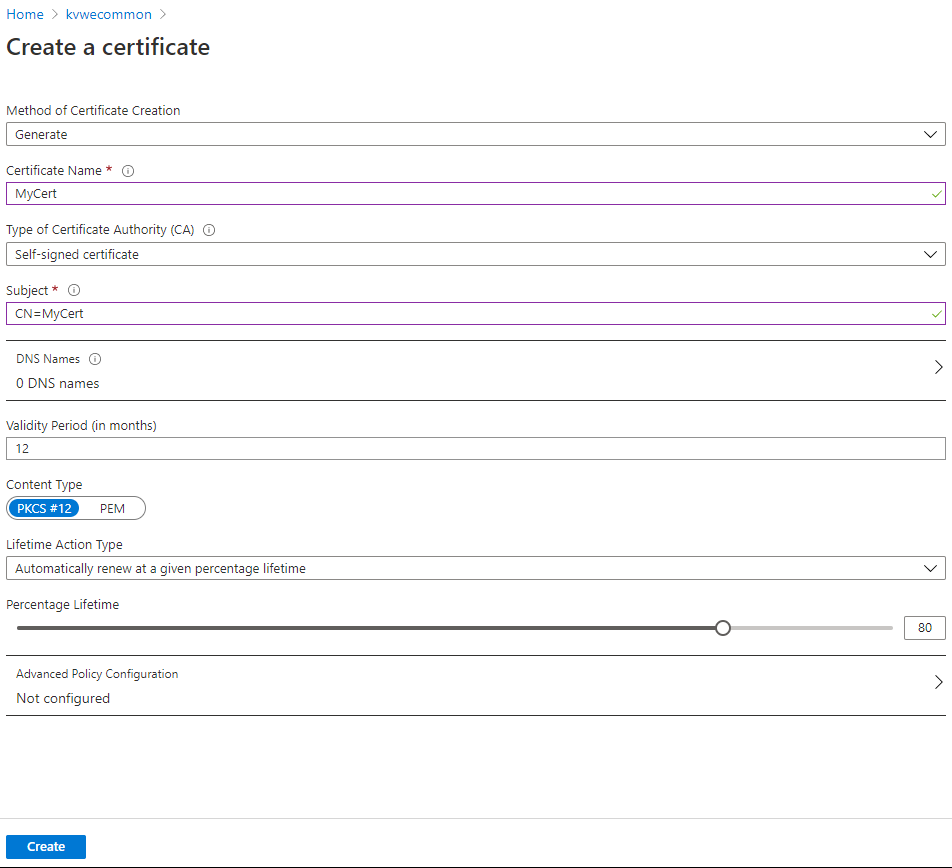 Home > kvwecommon >
Create a certificate
Method of Certificate Creation
Generate
Certificate Name *
MyCert
Type of Certificate Authority (CA)
Self-signed certificate
Subject *
CN=MyCert
DNS Names
0 DNS names
Validity Period (in months)
12
Content Type
PKCS #12 PEM
Lifetime Action Type
Automatically renew at a given percentage lifetime
Percentage Lifetime
80
Advanced Policy Configuration
Not configured
Create